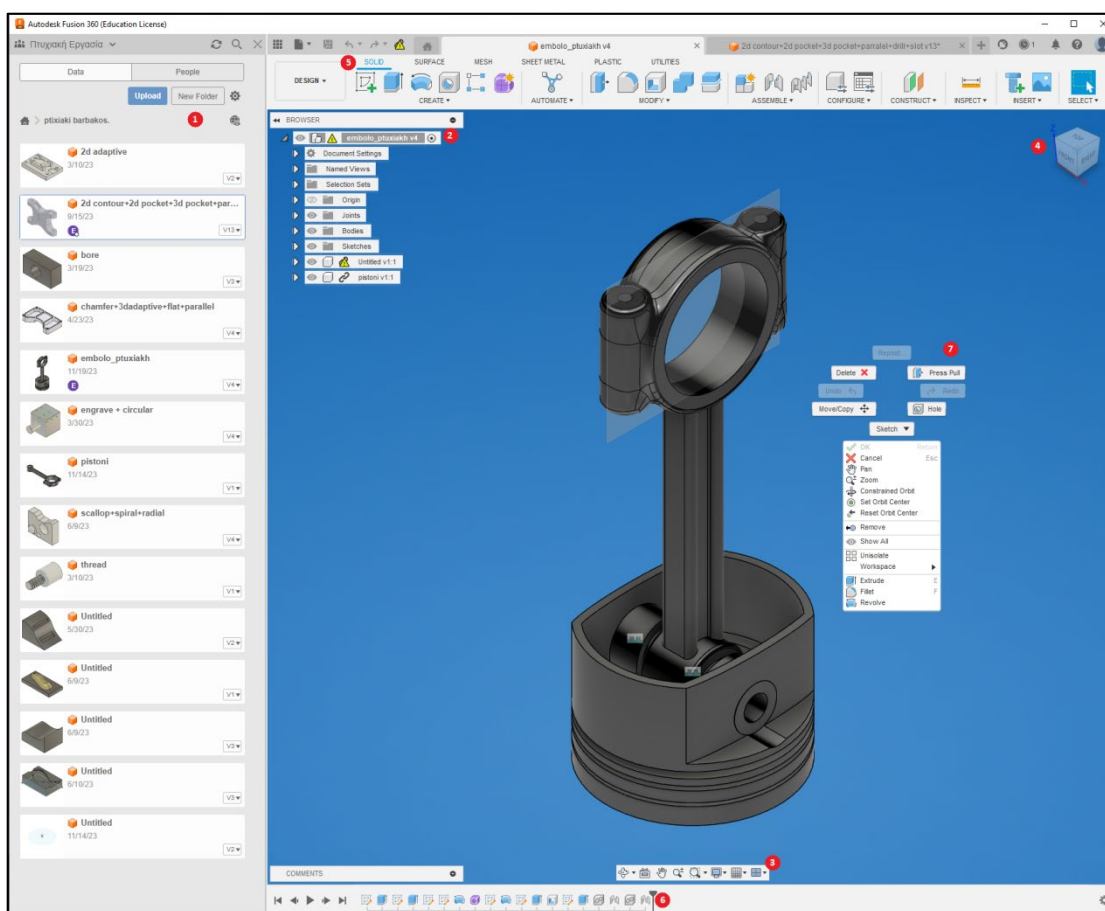 Autodesk Fusion 360 (Education License)
Πτυχακή Εργασία
embolo_ptuxiakh v4
2d contour+2d pocket+3d pocket+parralel+drill+slot v13*
1
Data
People
Upload
New Folder
ptixiaki barbakos.
1
2d adaptive
3/10/23
V2
2d contour+2d pocket+3d pocket+par...
9/15/23
E
V13
bore
3/19/23
V3
chamfer+3dadaptive+flat+parallel
4/23/23
V4
embolo_ptuxiakh
11/19/23
E
V4
engrave + circular
3/30/23
V4
pistoni
11/14/23
V1
scallop+spiral+radial
6/9/23
V4
thread
3/10/23
V1
Untitled
5/30/23
V2
Untitled
6/9/23
V1
Untitled
6/9/23
V3
Untitled
6/10/23
V3
Untitled
11/14/23
V2
5
SOLID
SURFACE
MESH
SHEET METAL
PLASTIC
UTILITIES
DESIGN
CREATE
AUTOMATE
MODIFY
ASSEMBLE
CONFIGURE
CONSTRUCT
INSPECT
INSERT
SELECT
BROWSER
embolo_ptuxiakh v4
2
Document Settings
Named Views
Selection Sets
Origin
Joints
Bodies
Sketches
Untitled v1:1
pistoni v1:1
4
Z
FRONT
RIGHT
7
Repeat...
Delete
Press Pull
Undo
Redo
Move/Copy
Hole
Sketch
OK
Cancel Esc
Pan
Zoom
Constrained Orbit
Set Orbit Center
Reset Orbit Center
Remove
Show All
Unisolate
Workspace
Extrude E
Fillet F
Revolve
COMMENTS
3
6